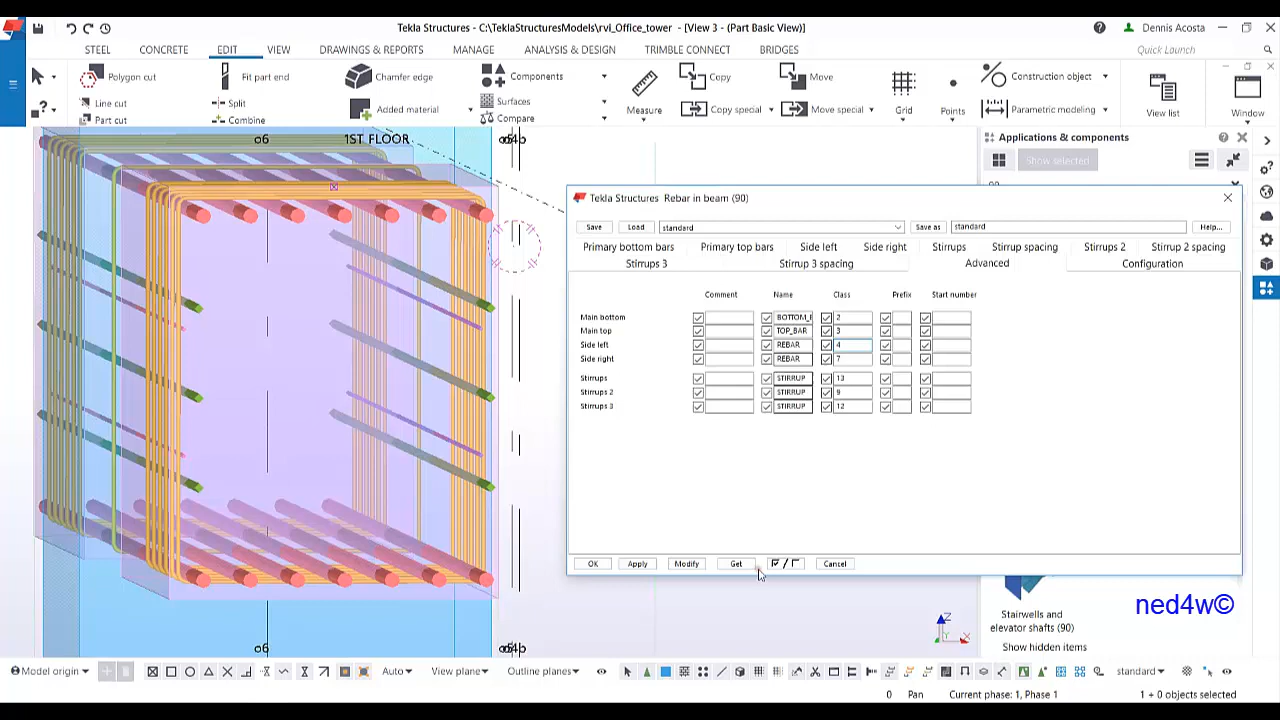 Tekla Structures - C:\TeklaStructuresModels\rvi_Office_tower - [View 3 - (Part Basic View)]
Dennis Acosta
STEEL CONCRETE EDIT VIEW DRAWINGS & REPORTS MANAGE ANALYSIS & DESIGN TRIMBLE CONNECT BRIDGES
Quick Launch
Polygon cut Fit part end Chamfer edge Components Copy Move Construction object
Line cut Split Added material Surfaces Measure Copy special Move special Grid Points Parametric modeling View list Window
Part cut Combine Compare
1ST FLOOR
Applications & components
Show selected
90
Tekla Structures Rebar in beam (90)
Save Load standard Save as standard Help...
Primary bottom bars Primary top bars Side left Side right Stirrups Stirrup spacing Stirrups 2 Stirrup 2 spacing
Stirrups 3 Stirrup 3 spacing Advanced Configuration
Comment Name Class Prefix Start number
Main bottom BOTTOM_ 2
Main top TOP_BAR 3
Side left REBAR 4
Side right REBAR 7
Stirrups STIRRUP 13
Stirrups 2 STIRRUP 9
Stirrups 3 STIRRUP 12
OK Apply Modify Get / Cancel
ned4w©
Stairwells and
elevator shafts (90)
Show hidden items
Z
Y X
Model origin Auto View plane Outline planes standard
0 Pan Current phase: 1, Phase 1 1 + 0 objects selected